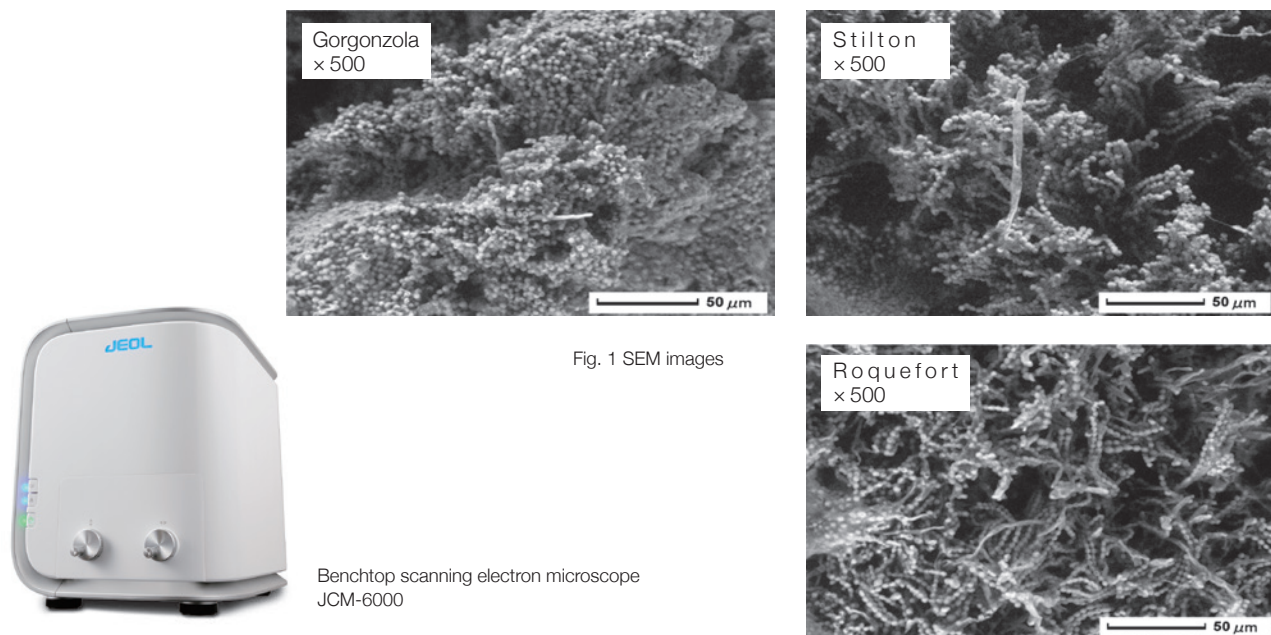 Gorgonzola
× 500
50 μm
Stilton
× 500
50 μm
Fig. 1 SEM images
JEOL
Roquefort
× 500
50 μm
Benchtop scanning electron microscope
JCM-6000